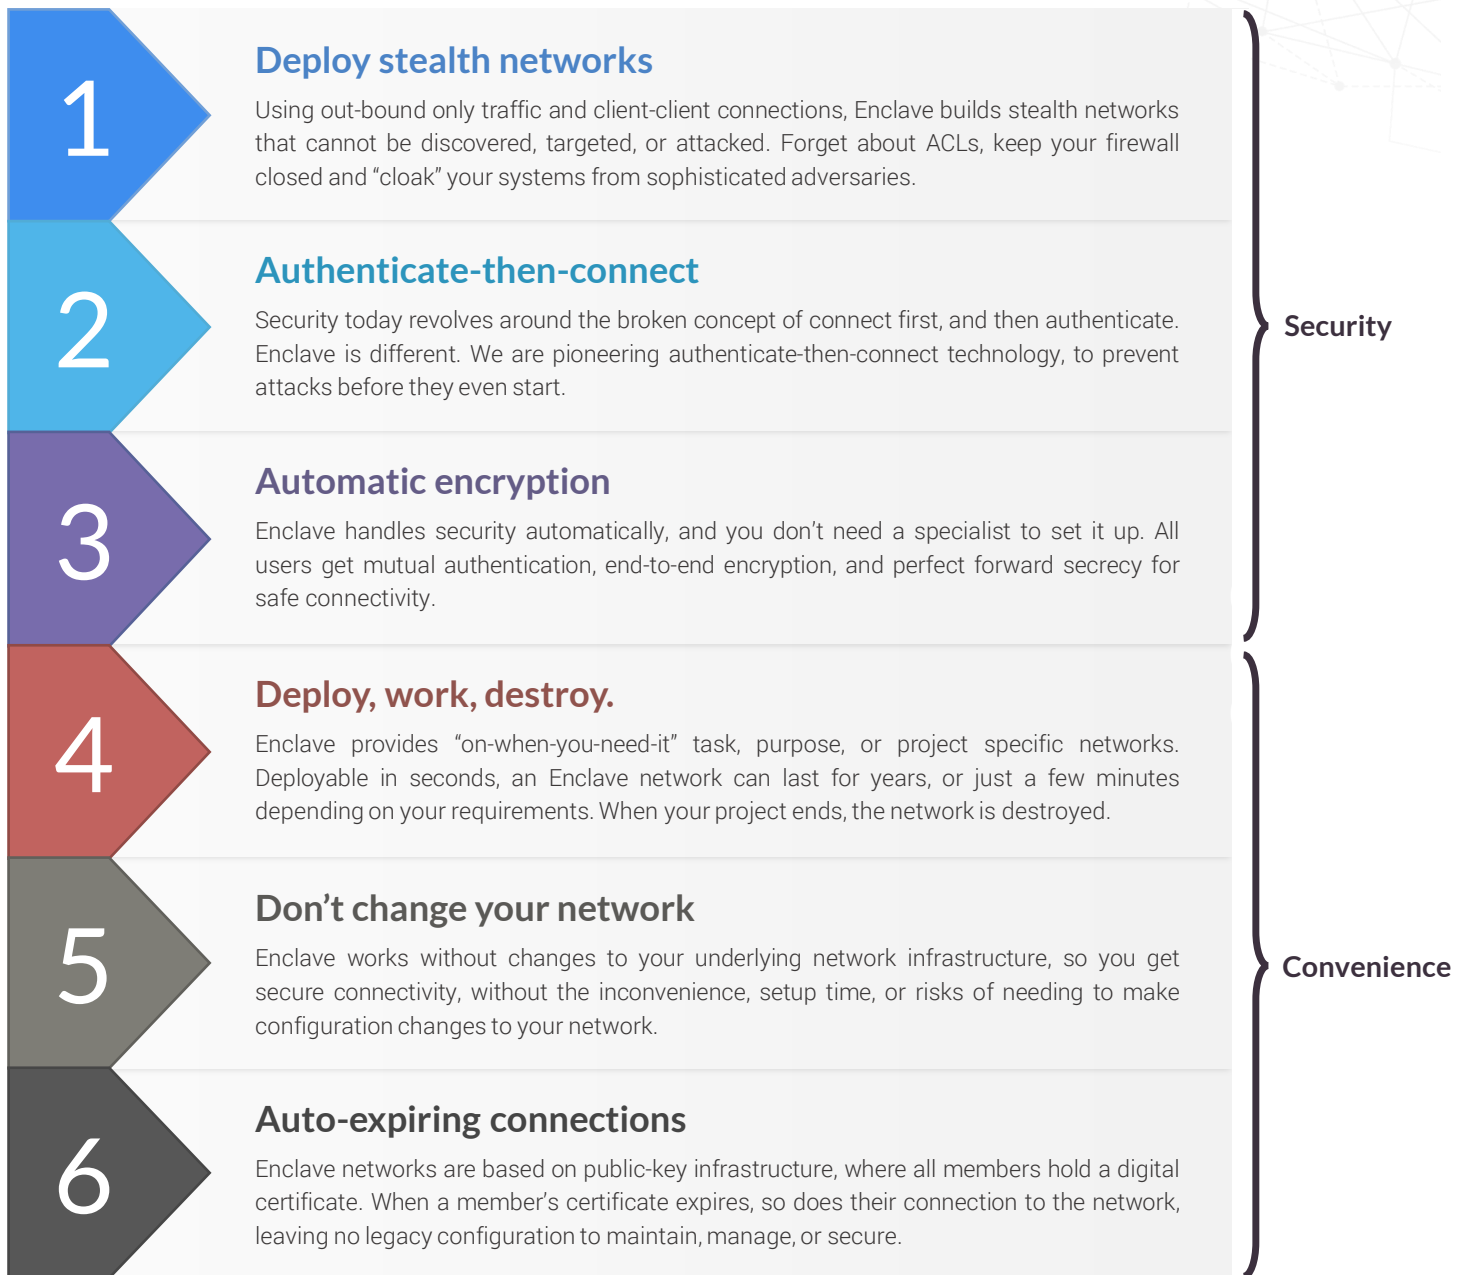 1
Deploy stealth networks
Using out-bound only traffic and client-client connections, Enclave builds stealth networks
that cannot be discovered, targeted, or attacked. Forget about ACLs, keep your firewall
closed and “cloak” your systems from sophisticated adversaries.
2
Authenticate-then-connect
Security today revolves around the broken concept of connect first, and then authenticate.
Enclave is different. We are pioneering authenticate-then-connect technology, to prevent
attacks before they even start.
Security
3
Automatic encryption
Enclave handles security automatically, and you don’t need a specialist to set it up. All
users get mutual authentication, end-to-end encryption, and perfect forward secrecy for
safe connectivity.
4
Deploy, work, destroy.
Enclave provides “on-when-you-need-it” task, purpose, or project specific networks.
Deployable in seconds, an Enclave network can last for years, or just a few minutes
depending on your requirements. When your project ends, the network is destroyed.
5
Don’t change your network
Enclave works without changes to your underlying network infrastructure, so you get
secure connectivity, without the inconvenience, setup time, or risks of needing to make
configuration changes to your network.
Convenience
6
Auto-expiring connections
Enclave networks are based on public-key infrastructure, where all members hold a digital
certificate. When a member’s certificate expires, so does their connection to the network,
leaving no legacy configuration to maintain, manage, or secure.